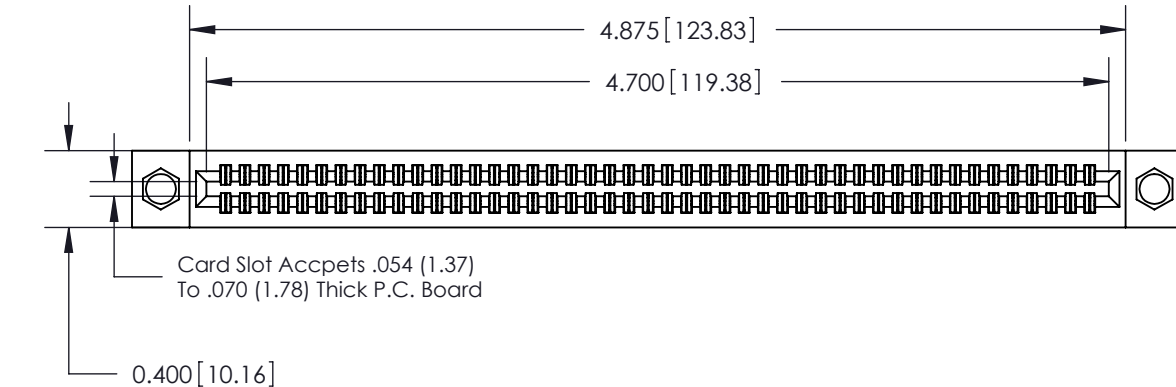 4.875[123.83]
4.700[119.38]
Card Slot Accpets .054 (1.37)
To .070 (1.78) Thick P.C. Board
0.400[10.16]